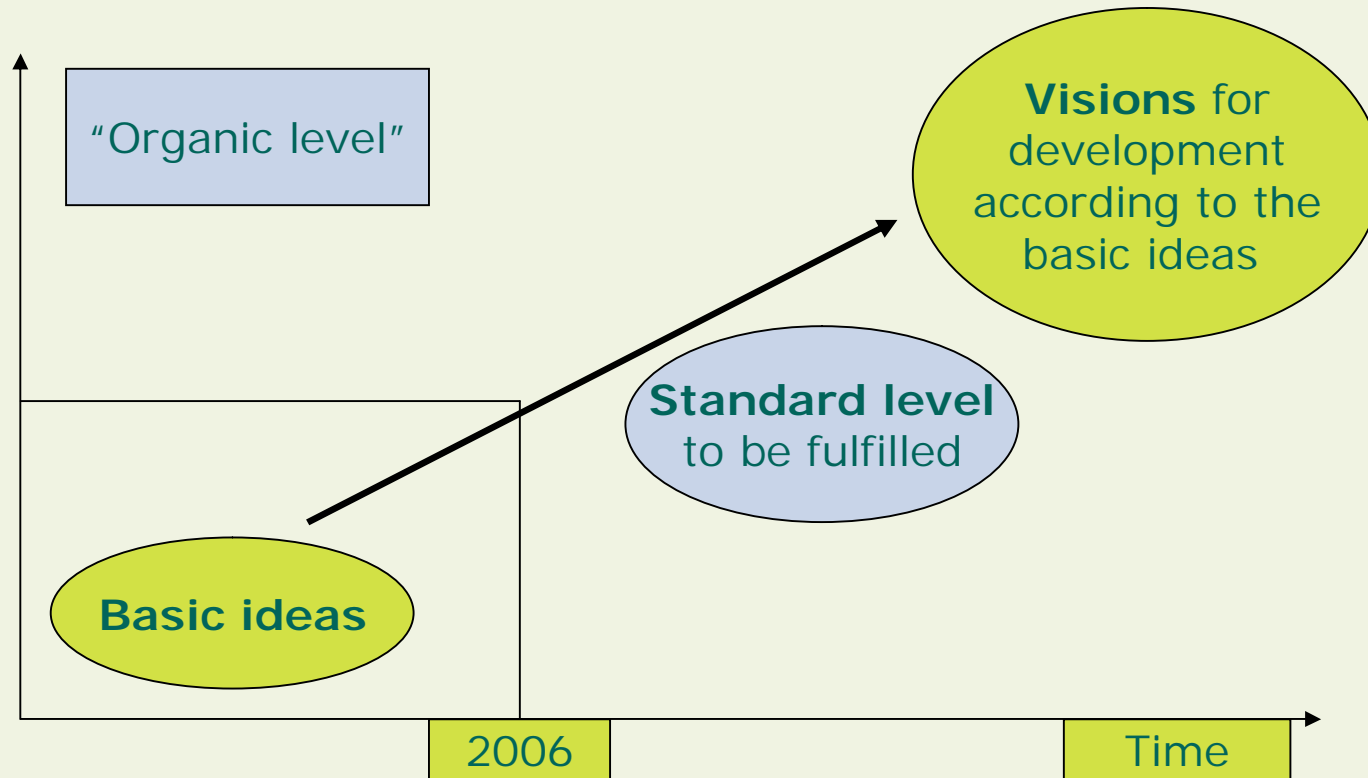 “Organic level”
Visions for
development
according to the
basic ideas
Standard level
to be fulfilled
Basic ideas
2006
Time